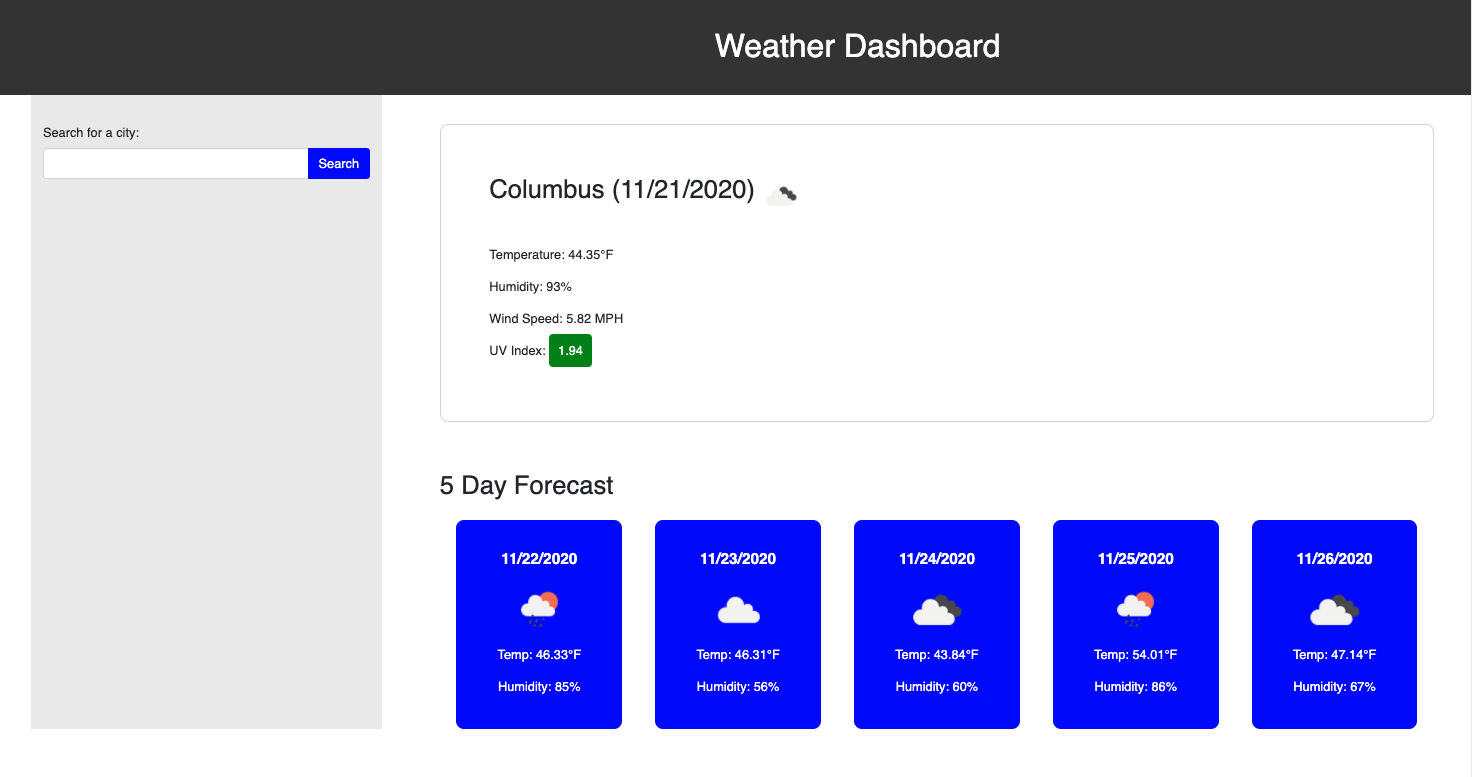 Weather Dashboard
Search for a city:
Search
Columbus (11/21/2020)
Temperature: 44.35°F
Humidity: 93%
Wind Speed: 5.82 MPH
UV Index: 1.94
5 Day Forecast
11/22/2020
Temp: 46.33°F
Humidity: 85%
11/23/2020
Temp: 46.31°F
Humidity: 56%
11/24/2020
Temp: 43.84°F
Humidity: 60%
11/25/2020
Temp: 54.01°F
Humidity: 86%
11/26/2020
Temp: 47.14°F
Humidity: 67%